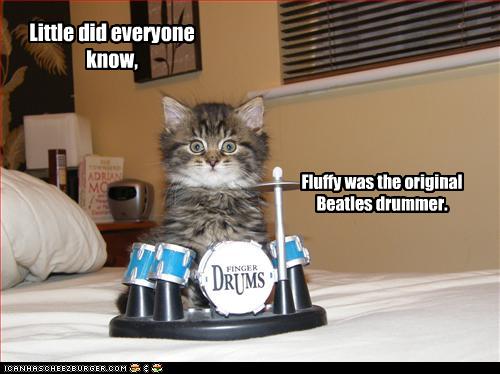 Little did everyone
know,
Fluffy was the original
Beatles drummer.
ADRIAN
FINGER
DRUMS
ICANHASCHEEZBURGER.COM